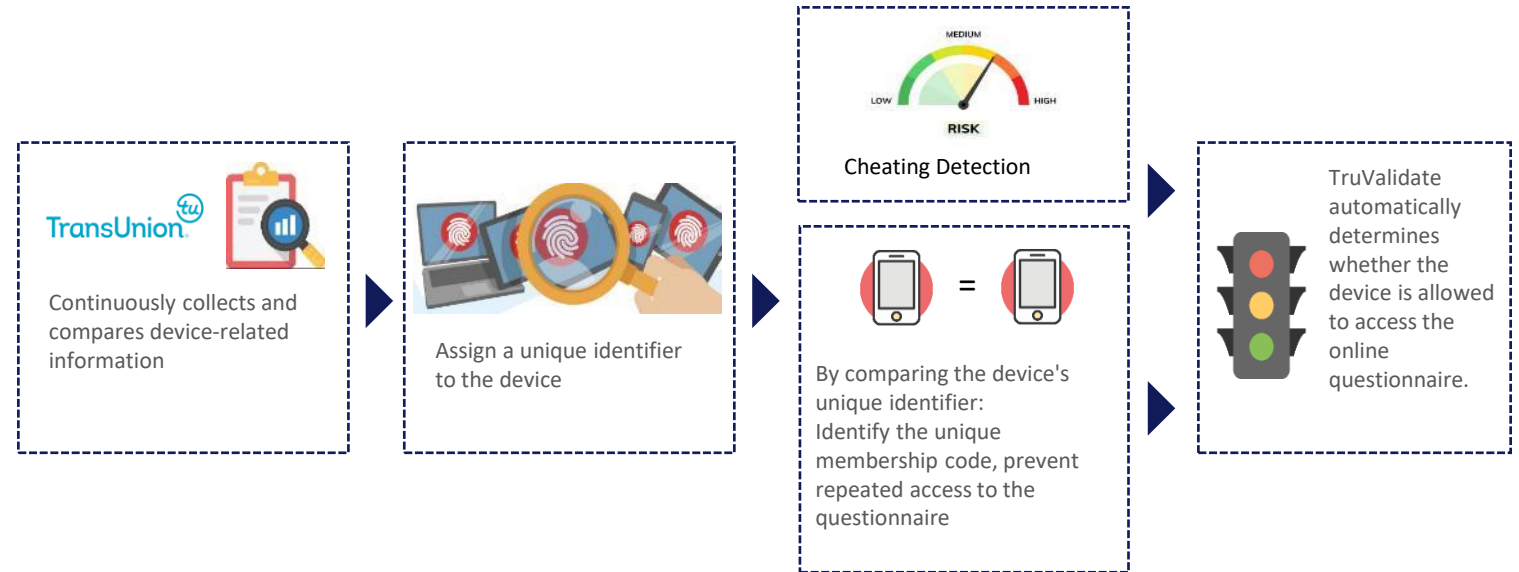 TransUnion
tu
Continuously collects and
compares device-related
information
Assign a unique identifier
to the device
MEDIUM
LOW
HIGH
RISK
Cheating Detection
=
By comparing the device's
unique identifier:
Identify the unique
membership code, prevent
repeated access to the
questionnaire
TruValidate
automatically
determines
whether the
device is allowed
to access the
online
questionnaire.